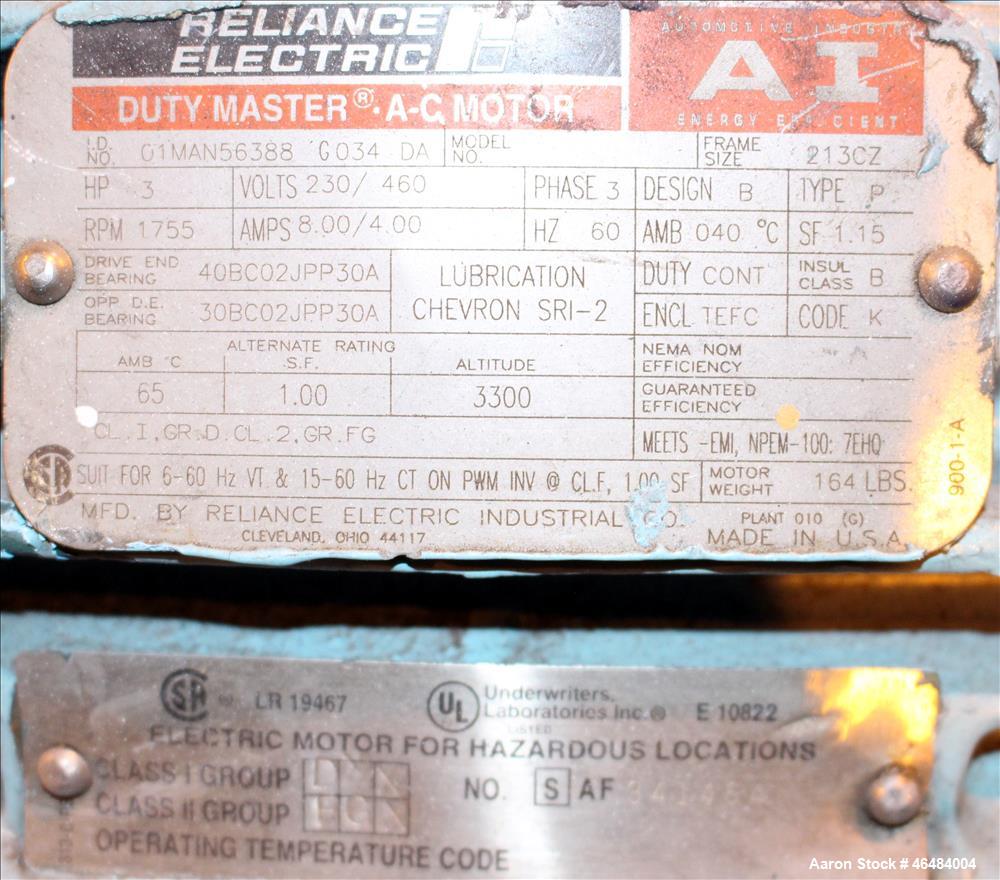 RELIANCE ELECTRIC
AUTOMOTIVE INDUSTRY
AI
ENERGY EFFICIENT
DUTY MASTER® · A-C MOTOR
I.D. NO. 01MAN56388 G034 DA MODEL NO. FRAME SIZE 213CZ
HP 3 VOLTS 230/ 460 PHASE 3 DESIGN B TYPE P
RPM 1755 AMPS 8.00/4.00 HZ 60 AMB 040 °C SF 1.15
DRIVE END BEARING 40BC02JPP30A LUBRICATION DUTY CONT INSUL CLASS B
OPP D.E. BEARING 30BC02JPP30A CHEVRON SRI-2 ENCL TEFC CODE K
ALTERNATE RATING NEMA NOM EFFICIENCY
AMB °C S.F. ALTITUDE
65 1.00 3300 GUARANTEED EFFICIENCY
CL.I,GR.D.CL.2,GR.FG MEETS -EMI, NPEM-100: 7EHQ
SUIT FOR 6-60 Hz VT & 15-60 Hz CT ON PWM INV @ CL.F, 1.00 SF MOTOR WEIGHT 164 LBS.
MFD. BY RELIANCE ELECTRIC INDUSTRIAL CO. PLANT 010 (G)
CLEVELAND, OHIO 44117 MADE IN U.S.A.
900-1-A
LR 19467 UL Underwriters Laboratories Inc.® LISTED E 10822
ELECTRIC MOTOR FOR HAZARDOUS LOCATIONS
CLASS I GROUP NO. S AF
CLASS II GROUP
OPERATING TEMPERATURE CODE
Aaron Stock # 46484004